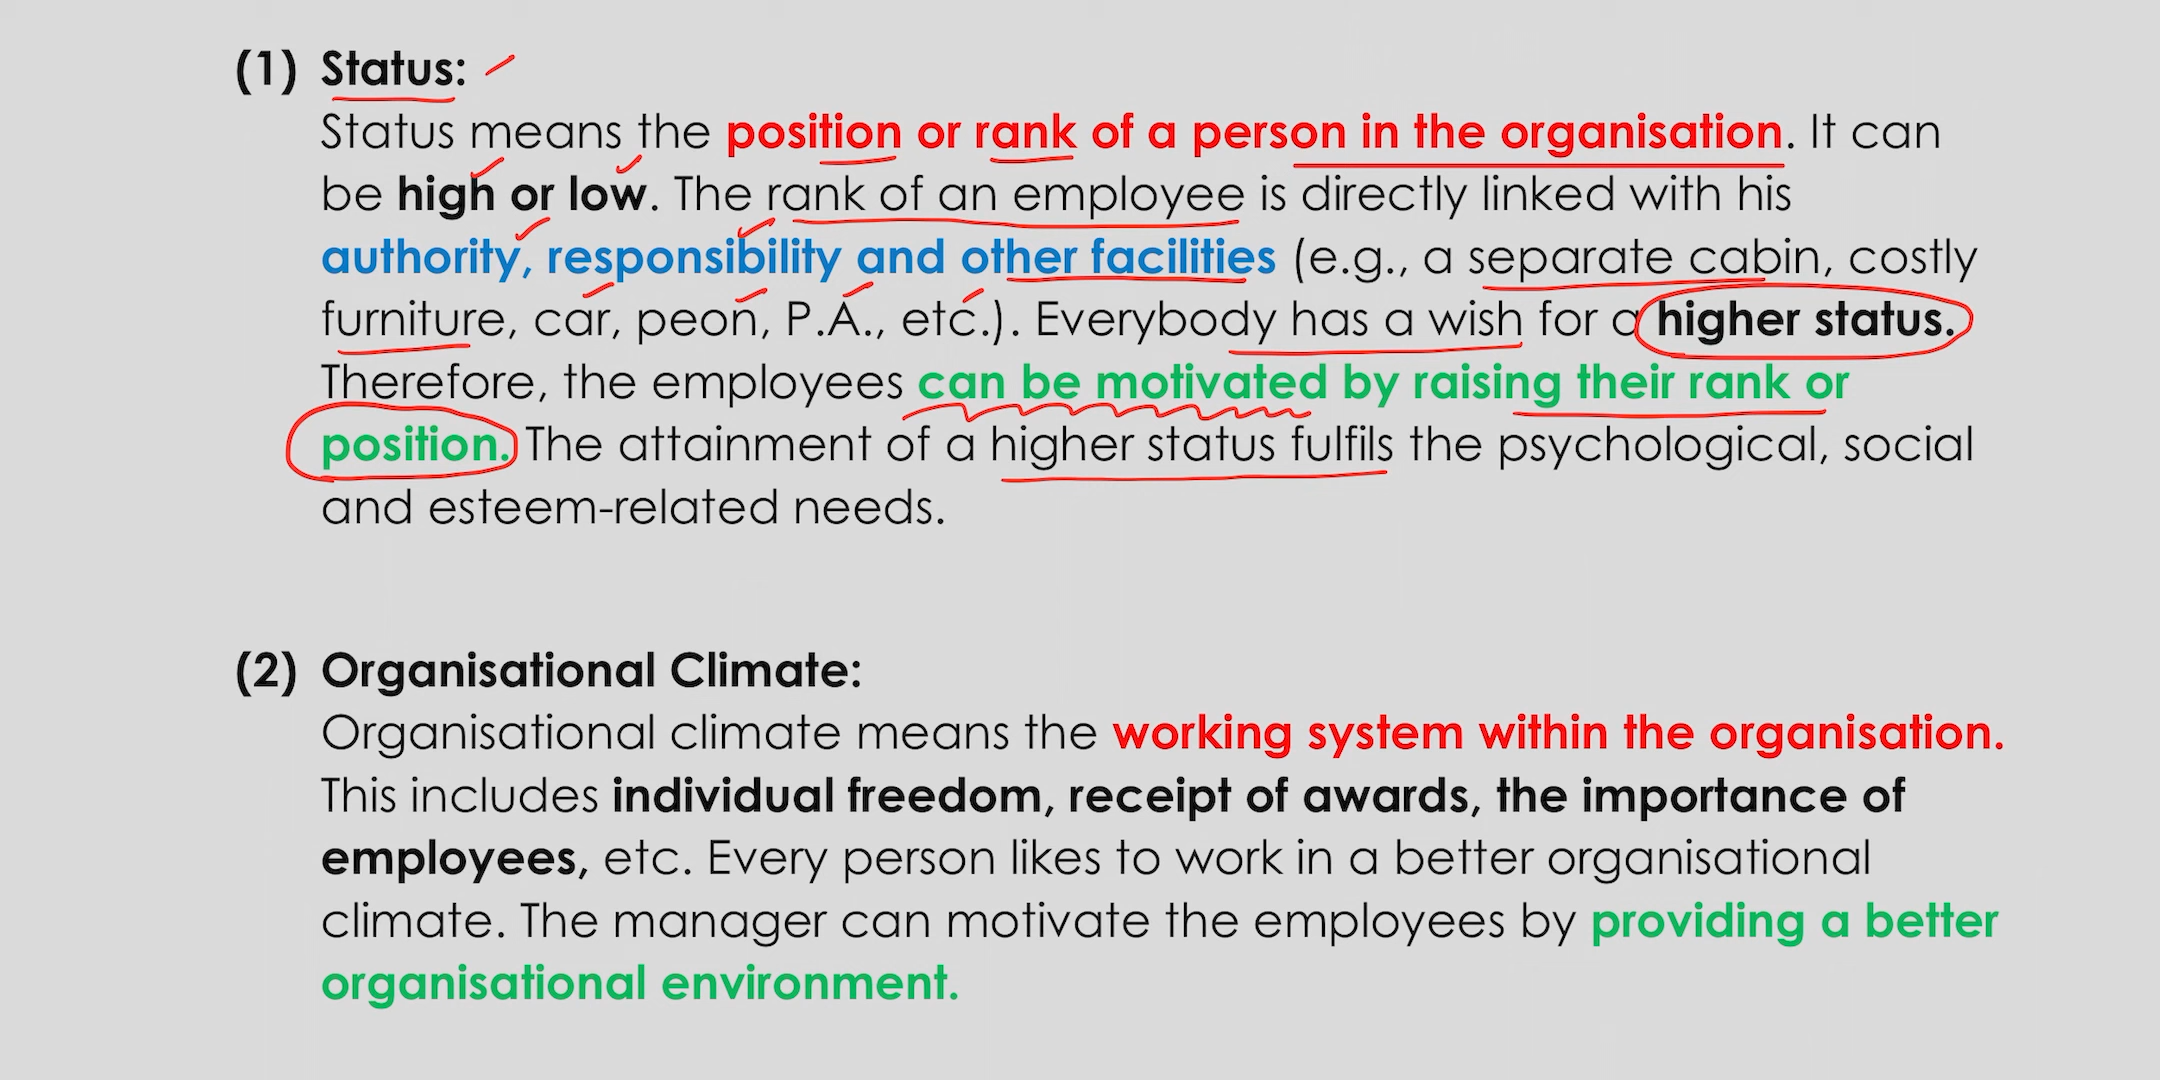 (1) Status:
Status means the position or rank of a person in the organisation. It can
be high or low. The rank of an employee is directly linked with his
authority, responsibility and other facilities (e.g., a separate cabin, costly
furniture, car, peon, P.A., etc.). Everybody has a wish for a higher status.
Therefore, the employees can be motivated by raising their rank or
position. The attainment of a higher status fulfils the psychological, social
and esteem-related needs.
(2) Organisational Climate:
Organisational climate means the working system within the organisation.
This includes individual freedom, receipt of awards, the importance of
employees, etc. Every person likes to work in a better organisational
climate. The manager can motivate the employees by providing a better
organisational environment.